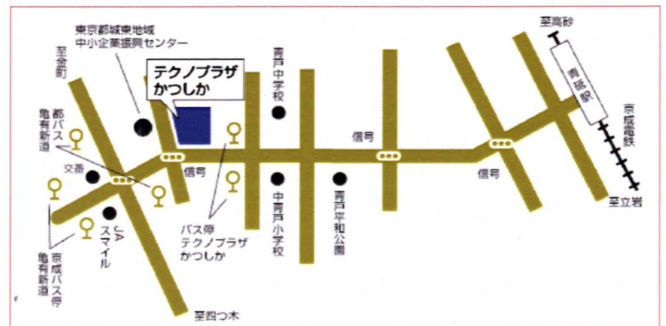 東京都城東地域
中小企業振興センター
至金町
テクノプラザ
かつしか
青戸中学校
至高砂
青砥駅
京成電鉄
至立岩
都バス
亀有新道
交番
信号
信号
信号
バス停
テクノプラザ
かつしか
中青戸小学校
青戸平和公園
JA
スマイル
京成バス停
亀有新道
至四つ木